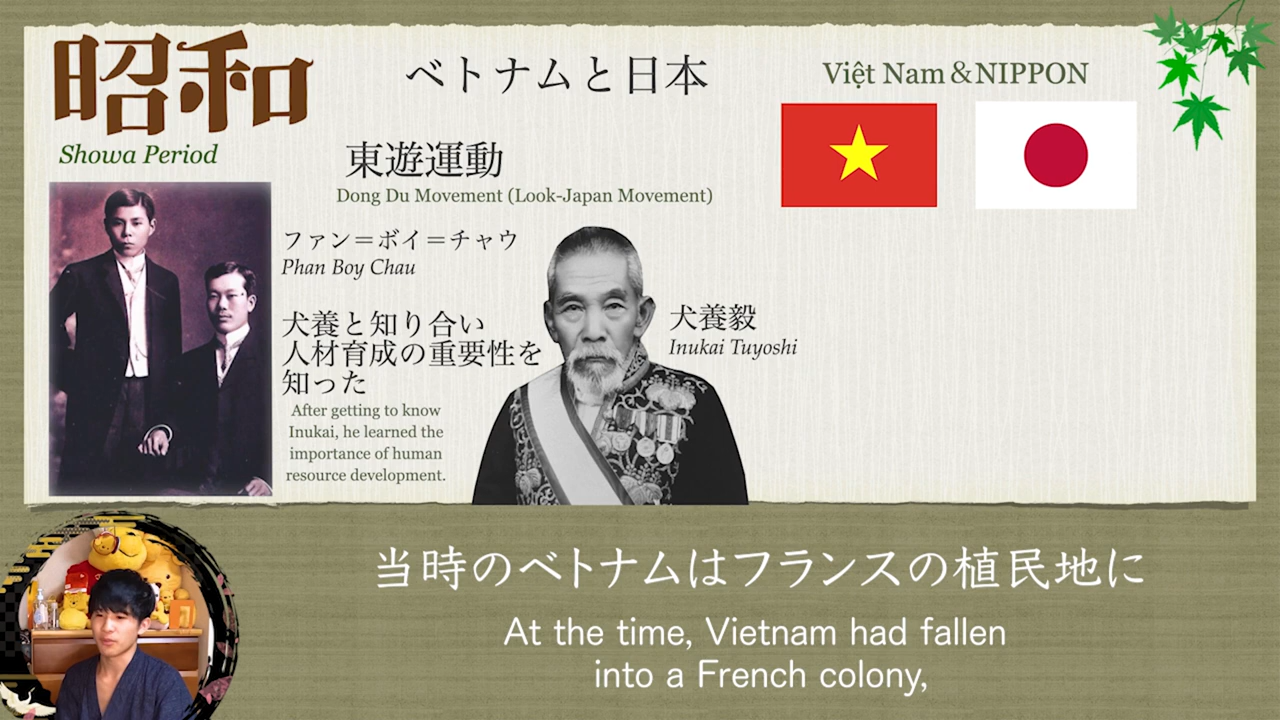 昭和
Showa Period
ベトナムと日本
Việt Nam＆NIPPON
東遊運動
Dong Du Movement (Look-Japan Movement)
ファン＝ボイ＝チャウ
Phan Boy Chau
犬養と知り合い
人材育成の重要性を
知った
After getting to know
Inukai, he learned the
importance of human
resource development.
犬養毅
Inukai Tuyoshi
当時のベトナムはフランスの植民地に
At the time, Vietnam had fallen
into a French colony,